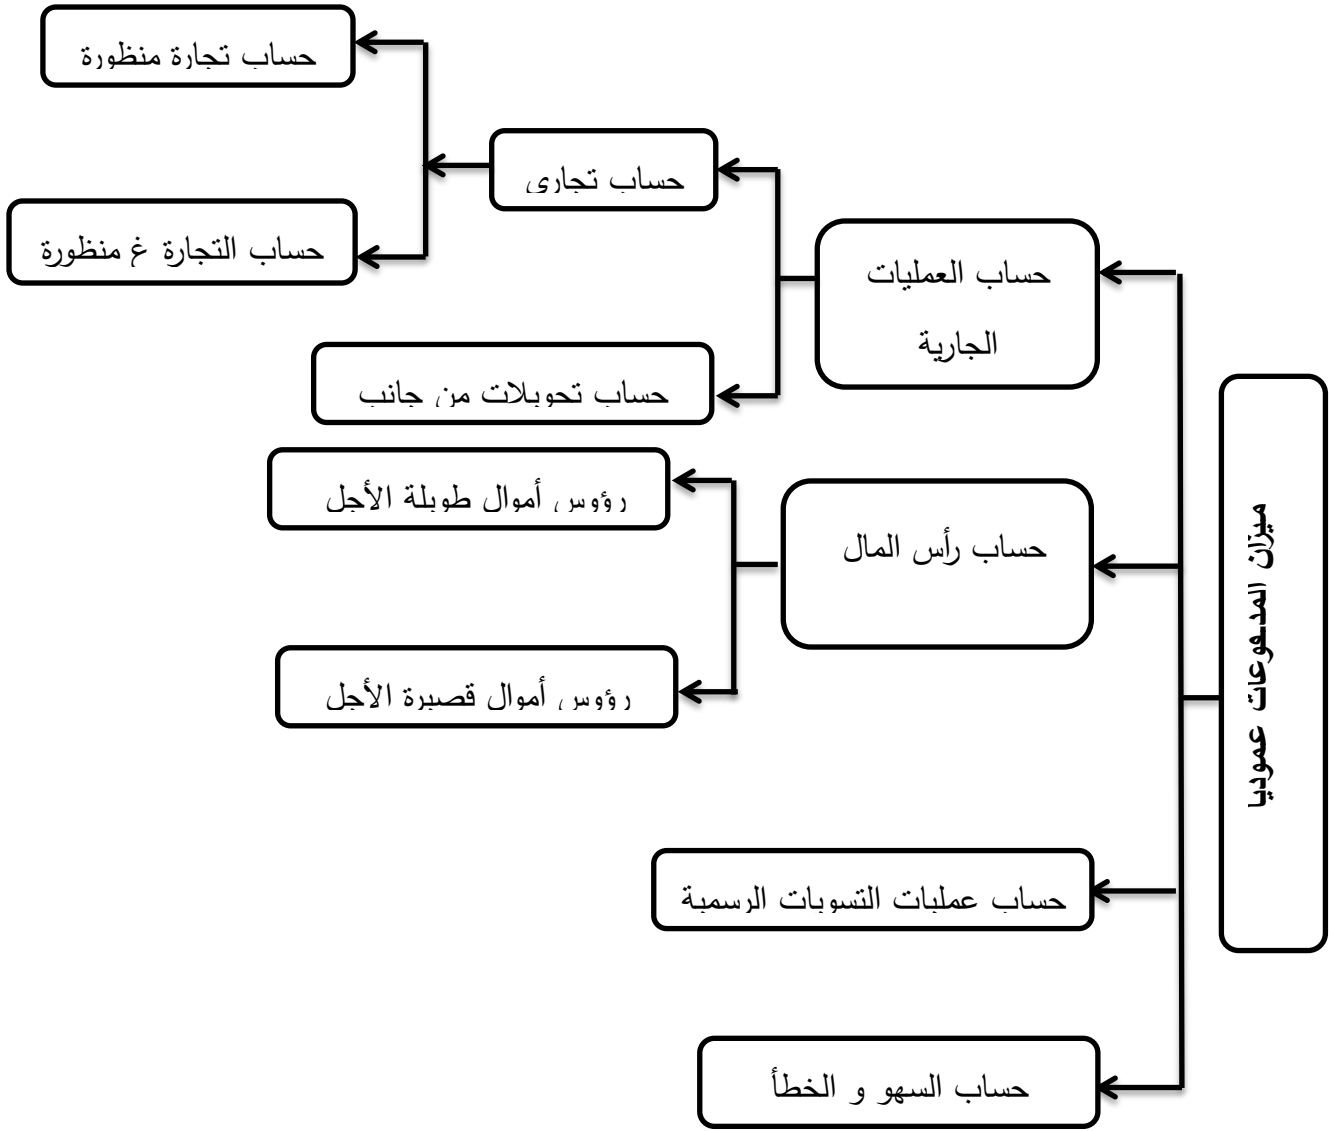 ميزان المدفوعات عموديا
حساب العمليات
الجارية
حساب تجاري
حساب تجارة منظورة
حساب التجارة غ منظورة
حساب تحويلات من جانب
حساب رأس المال
رؤوس أموال طويلة الأجل
رؤوس أموال قصيرة الأجل
حساب عمليات التسويات الرسمية
حساب السهو و الخطأ